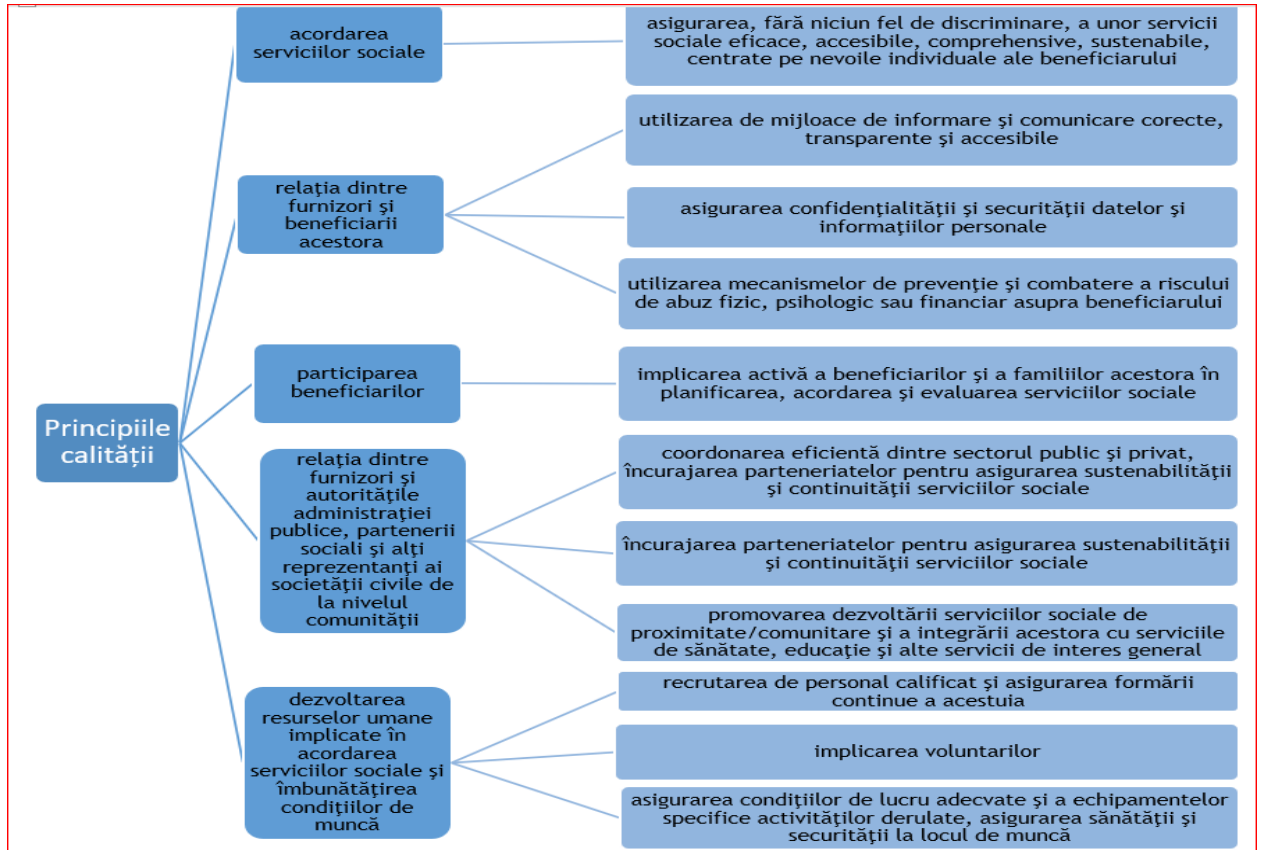 Principiile
calității
acordarea
serviciilor sociale
asigurarea, fără niciun fel de discriminare, a unor servicii
sociale eficace, accesibile, comprehensive, sustenabile,
centrate pe nevoile individuale ale beneficiarului
relaţia dintre
furnizori şi
beneficiarii
acestora
utilizarea de mijloace de informare şi comunicare corecte,
transparente şi accesibile
asigurarea confidenţialităţii şi securităţii datelor şi
informaţiilor personale
utilizarea mecanismelor de prevenţie şi combatere a riscului
de abuz fizic, psihologic sau financiar asupra beneficiarului
participarea
beneficiarilor
implicarea activă a beneficiarilor şi a familiilor acestora în
planificarea, acordarea şi evaluarea serviciilor sociale
relaţia dintre
furnizori şi
autorităţile
administraţiei
publice, partenerii
sociali şi alţi
reprezentanţi ai
societăţii civile de
la nivelul
comunităţii
coordonarea eficientă dintre sectorul public şi privat,
încurajarea parteneriatelor pentru asigurarea sustenabilităţii
şi continuităţii serviciilor sociale
încurajarea parteneriatelor pentru asigurarea sustenabilităţii
şi continuităţii serviciilor sociale
promovarea dezvoltării serviciilor sociale de
proximitate/comunitare şi a integrării acestora cu serviciile
de sănătate, educaţie şi alte servicii de interes general
dezvoltarea
resurselor umane
implicate în
acordarea
serviciilor sociale şi
îmbunătăţirea
condiţiilor de
muncă
recrutarea de personal calificat şi asigurarea formării
continue a acestuia
implicarea voluntarilor
asigurarea condiţiilor de lucru adecvate şi a echipamentelor
specifice activităţilor derulate, asigurarea sănătăţii şi
securităţii la locul de muncă